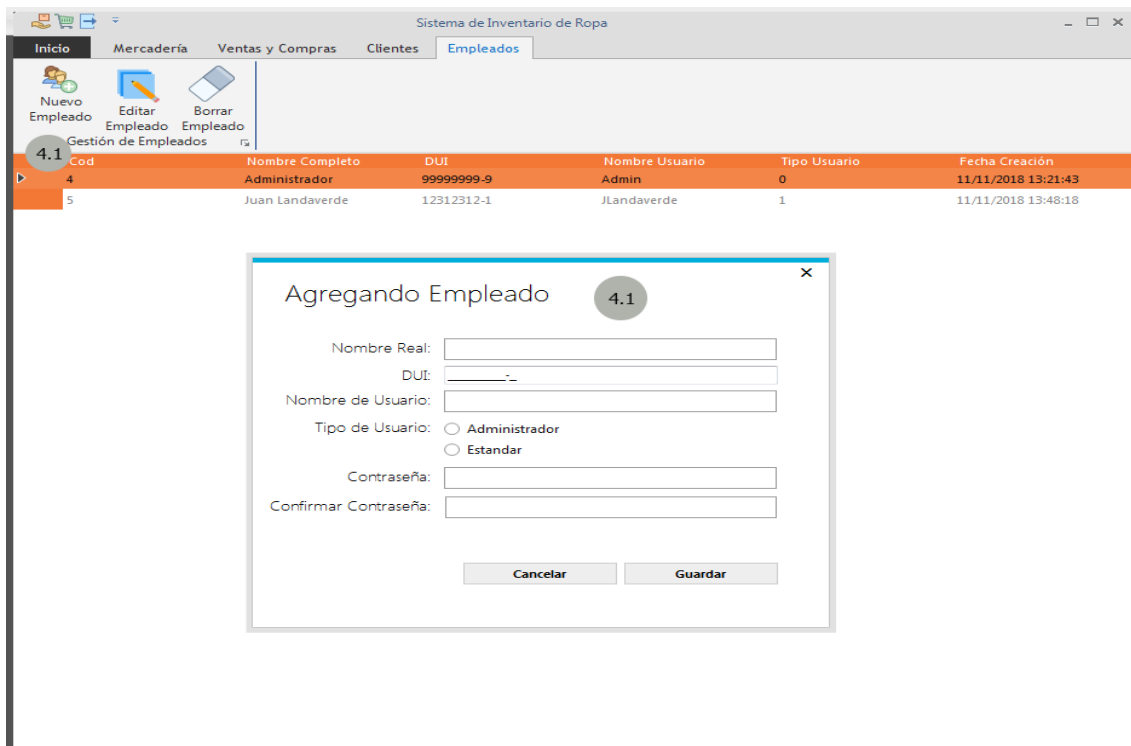 Sistema de Inventario de Ropa
Inicio Mercadería Ventas y Compras Clientes Empleados
Nuevo
Empleado
Editar
Empleado
Borrar
Empleado
Gestión de Empleados
4.1
Cod Nombre Completo DUI Nombre Usuario Tipo Usuario Fecha Creación
4 Administrador 99999999-9 Admin 0 11/11/2018 13:21:43
5 Juan Landaverde 12312312-1 JLandaverde 1 11/11/2018 13:48:18
Agregando Empleado 4.1
Nombre Real:
DUI: ________-_
Nombre de Usuario:
Tipo de Usuario: Administrador
Estandar
Contraseña:
Confirmar Contraseña:
Cancelar Guardar